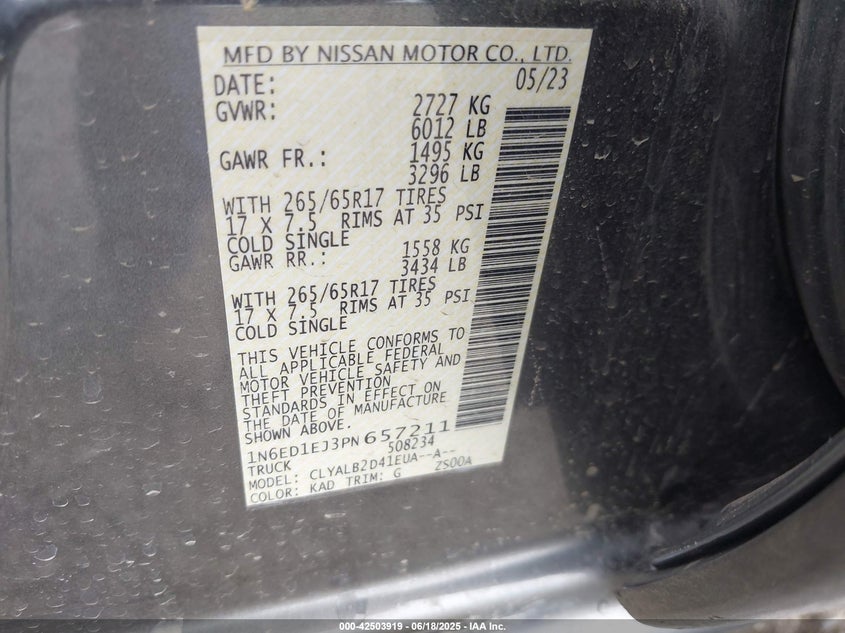 MFD BY NISSAN MOTOR CO., LTD.
DATE: 05/23
GVWR: 2727 KG
6012 LB
GAWR FR.: 1495 KG
3296 LB
WITH 265/65R17 TIRES
17 X 7.5 RIMS AT 35 PSI
COLD SINGLE
GAWR RR.: 1558 KG
3434 LB
WITH 265/65R17 TIRES
17 X 7.5 RIMS AT 35 PSI
COLD SINGLE
THIS VEHICLE CONFORMS TO
ALL APPLICABLE FEDERAL
MOTOR VEHICLE SAFETY AND
THEFT PREVENTION
STANDARDS IN EFFECT ON
THE DATE OF MANUFACTURE
SHOWN ABOVE.
1N6ED1EJ3PN657211
TRUCK 508234
MODEL: CLYALB2D41EUA--A--
COLOR: KAD TRIM: G ZS00A
000-42503919 - 06/18/2025 - IAA Inc.